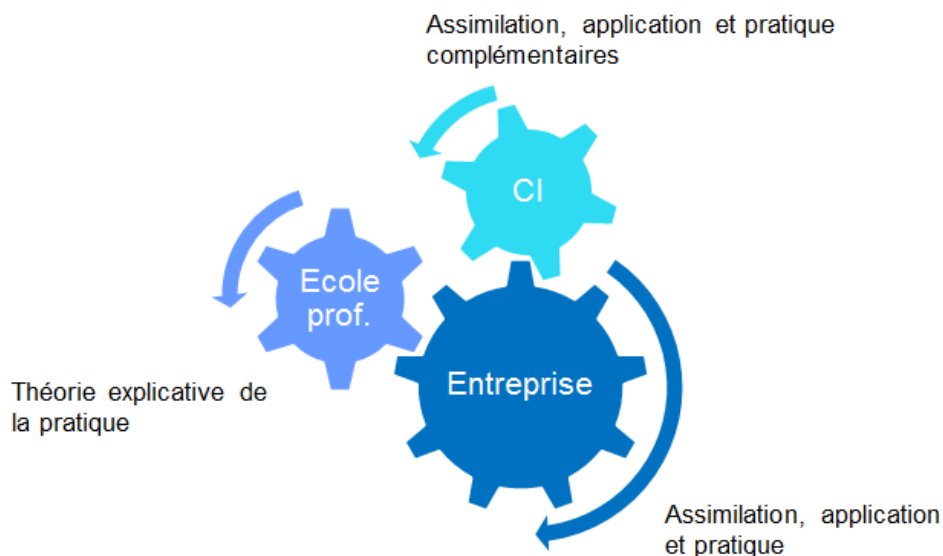 Assimilation, application et pratique
complémentaires
CI
Ecole
prof.
Entreprise
Théorie explicative de
la pratique
Assimilation, application
et pratique